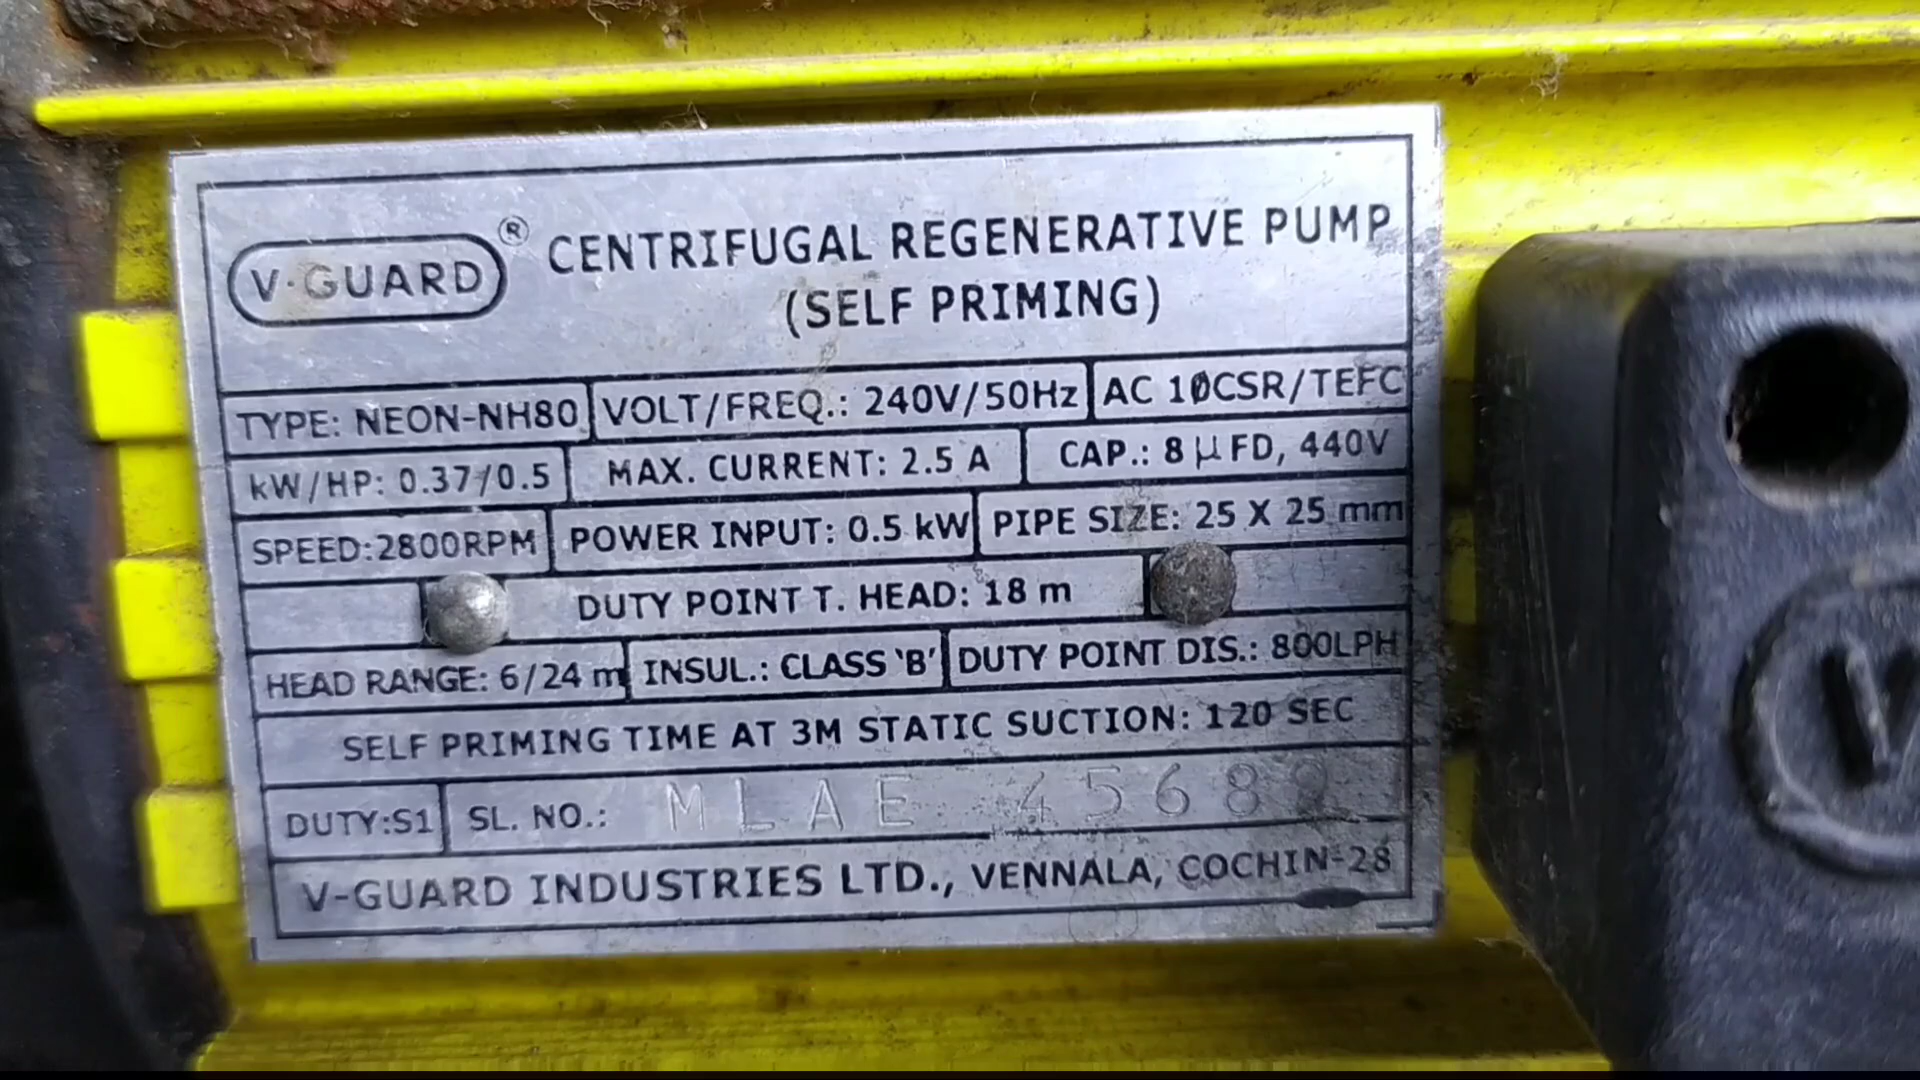 V-GUARD ® CENTRIFUGAL REGENERATIVE PUMP
(SELF PRIMING)
TYPE: NEON-NH80 VOLT/FREQ.: 240V/50Hz AC 1ØCSR/TEFC
kW/HP: 0.37/0.5 MAX. CURRENT: 2.5 A CAP.: 8 µFD, 440V
SPEED:2800RPM POWER INPUT: 0.5 kW PIPE SIZE: 25 X 25 mm
DUTY POINT T. HEAD: 18 m
HEAD RANGE: 6/24 m INSUL.: CLASS 'B' DUTY POINT DIS.: 800LPH
SELF PRIMING TIME AT 3M STATIC SUCTION: 120 SEC
DUTY:S1 SL. NO.: MLAE
V-GUARD INDUSTRIES LTD., VENNALA, COCHIN-28